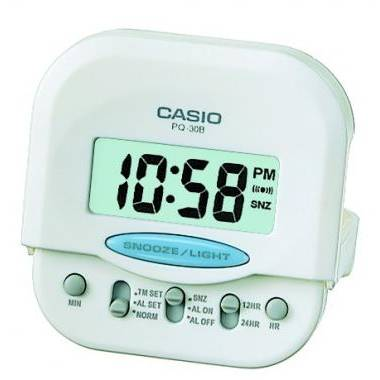 CASIO
PQ-30B
10:58 PM
SNZ
SNOOZE/LIGHT
MIN
TM SET
AL SET
NORM
SNZ
AL ON
AL OFF
12HR
24HR
HR